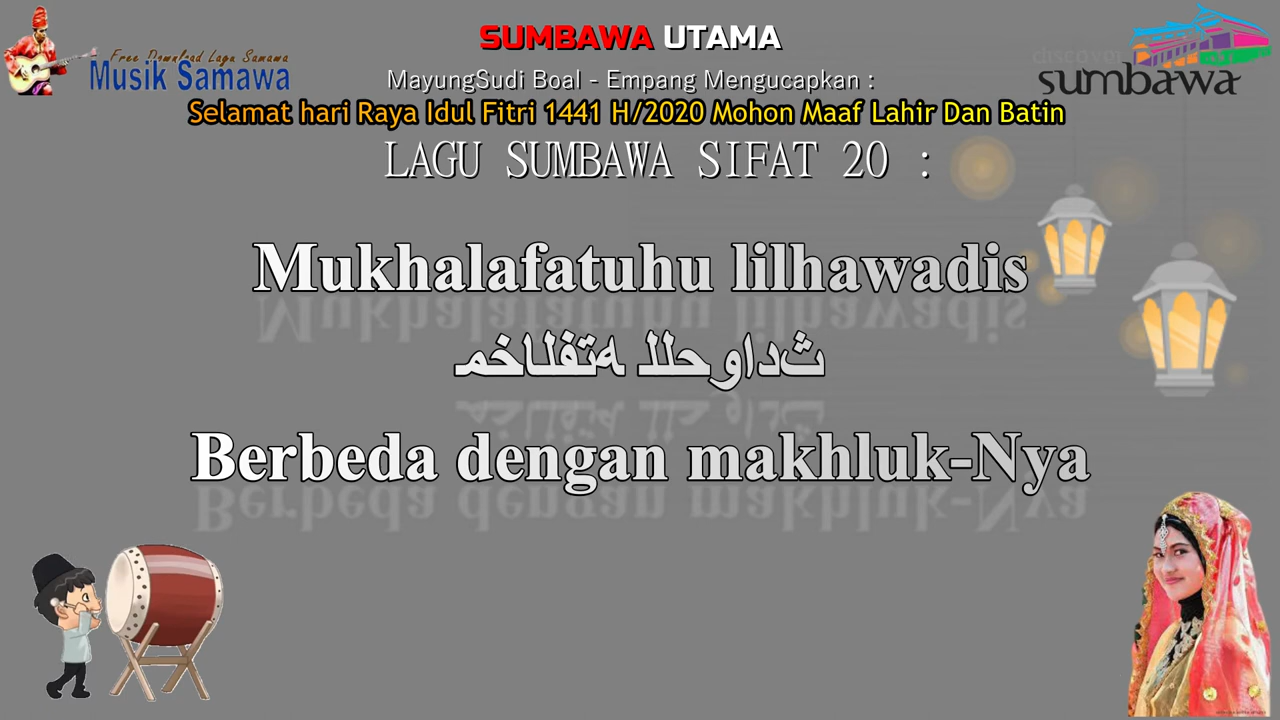 Free Download Lagu Samawa
Musik Samawa
SUMBAWA UTAMA
discover
sumbawa
MayungSudi Boal - Empang Mengucapkan :
Selamat hari Raya Idul Fitri 1441 H/2020 Mohon Maaf Lahir Dan Batin
LAGU SUMBAWA SIFAT 20 :
Mukhalafatuhu lilhawadis
مخالفته للحوادث
Berbeda dengan makhluk-Nya